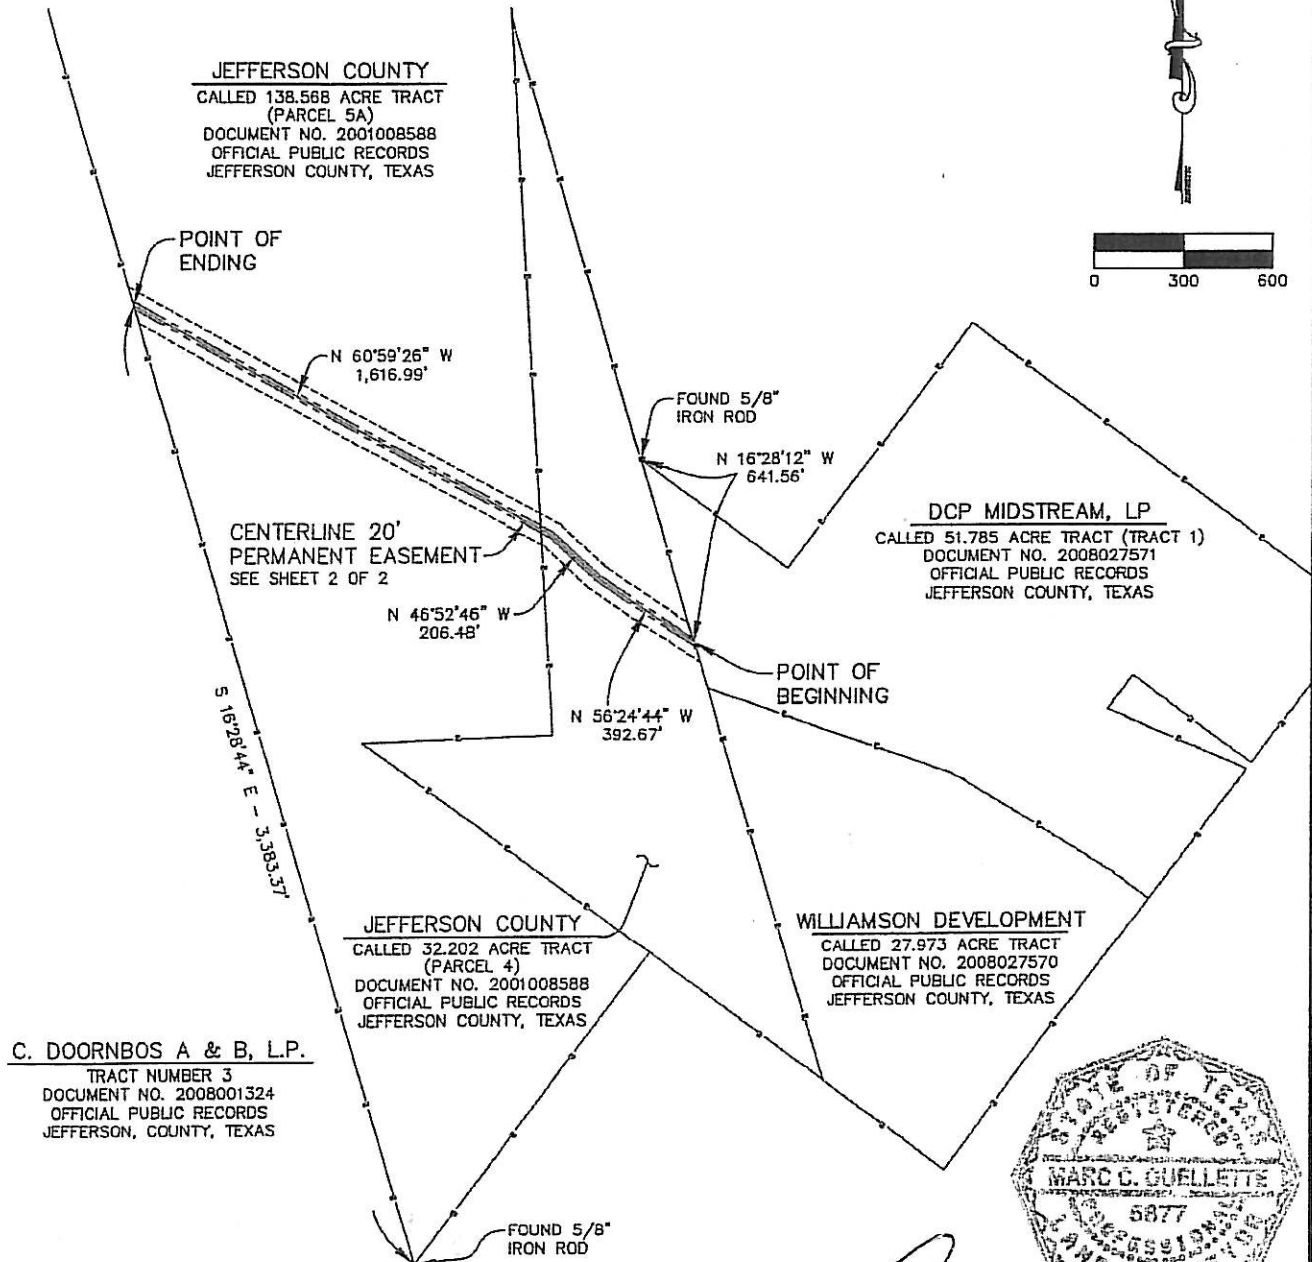 JEFFERSON COUNTY
CALLED 138.568 ACRE TRACT
(PARCEL 5A)
DOCUMENT NO. 2001008588
OFFICIAL PUBLIC RECORDS
JEFFERSON COUNTY, TEXAS
POINT OF
ENDING
0 300 600
N 60°59'26" W
1,616.99'
FOUND 5/8"
IRON ROD
N 16°28'12" W
641.56'
DCP MIDSTREAM, LP
CALLED 51.785 ACRE TRACT (TRACT 1)
DOCUMENT NO. 2008027571
OFFICIAL PUBLIC RECORDS
JEFFERSON COUNTY, TEXAS
CENTERLINE 20'
PERMANENT EASEMENT
SEE SHEET 2 OF 2
N 46°52'46" W
206.48'
POINT OF
BEGINNING
N 56°24'44" W
392.67'
S 16°28'44" E - 3,383.37'
JEFFERSON COUNTY
CALLED 32.202 ACRE TRACT
(PARCEL 4)
DOCUMENT NO. 2001008588
OFFICIAL PUBLIC RECORDS
JEFFERSON COUNTY, TEXAS
WILLIAMSON DEVELOPMENT
CALLED 27.973 ACRE TRACT
DOCUMENT NO. 2008027570
OFFICIAL PUBLIC RECORDS
JEFFERSON COUNTY, TEXAS
C. DOORNBOS A & B, L.P.
TRACT NUMBER 3
DOCUMENT NO. 2008001324
OFFICIAL PUBLIC RECORDS
JEFFERSON, COUNTY, TEXAS
STATE OF TEXAS
REGISTERED
MARC C. OUELLETTE
5877
PROFESSIONAL
FOUND 5/8"
IRON ROD